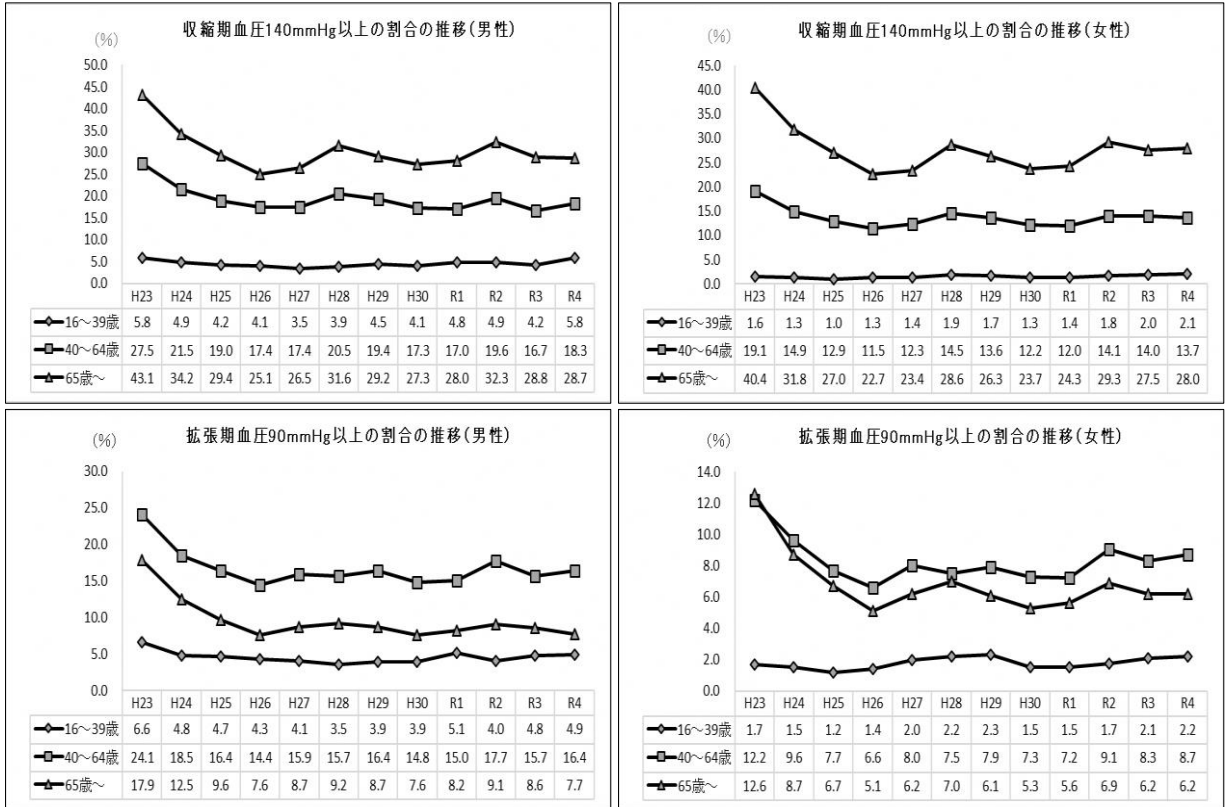 収縮期血圧140mmHg以上の割合の推移(男性)
(%)
50.0
45.0
40.0
35.0
30.0
25.0
20.0
15.0
10.0
5.0
0.0
H23 H24 H25 H26 H27 H28 H29 H30 R1 R2 R3 R4
16～39歳 5.8 4.9 4.2 4.1 3.5 3.9 4.5 4.1 4.8 4.9 4.2 5.8
40～64歳 27.5 21.5 19.0 17.4 17.4 20.5 19.4 17.3 17.0 19.6 16.7 18.3
65歳～ 43.1 34.2 29.4 25.1 26.5 31.6 29.2 27.3 28.0 32.3 28.8 28.7
収縮期血圧140mmHg以上の割合の推移(女性)
(%)
45.0
40.0
35.0
30.0
25.0
20.0
15.0
10.0
5.0
0.0
H23 H24 H25 H26 H27 H28 H29 H30 R1 R2 R3 R4
16～39歳 1.6 1.3 1.0 1.3 1.4 1.9 1.7 1.3 1.4 1.8 2.0 2.1
40～64歳 19.1 14.9 12.9 11.5 12.3 14.5 13.6 12.2 12.0 14.1 14.0 13.7
65歳～ 40.4 31.8 27.0 22.7 23.4 28.6 26.3 23.7 24.3 29.3 27.5 28.0
拡張期血圧90mmHg以上の割合の推移(男性)
(%)
30.0
25.0
20.0
15.0
10.0
5.0
0.0
H23 H24 H25 H26 H27 H28 H29 H30 R1 R2 R3 R4
16～39歳 6.6 4.8 4.7 4.3 4.1 3.5 3.9 3.9 5.1 4.0 4.8 4.9
40～64歳 24.1 18.5 16.4 14.4 15.9 15.7 16.4 14.8 15.0 17.7 15.7 16.4
65歳～ 17.9 12.5 9.6 7.6 8.7 9.2 8.7 7.6 8.2 9.1 8.6 7.7
拡張期血圧90mmHg以上の割合の推移(女性)
(%)
14.0
12.0
10.0
8.0
6.0
4.0
2.0
0.0
H23 H24 H25 H26 H27 H28 H29 H30 R1 R2 R3 R4
16～39歳 1.7 1.5 1.2 1.4 2.0 2.2 2.3 1.5 1.5 1.7 2.1 2.2
40～64歳 12.2 9.6 7.7 6.6 8.0 7.5 7.9 7.3 7.2 9.1 8.3 8.7
65歳～ 12.6 8.7 6.7 5.1 6.2 7.0 6.1 5.3 5.6 6.9 6.2 6.2